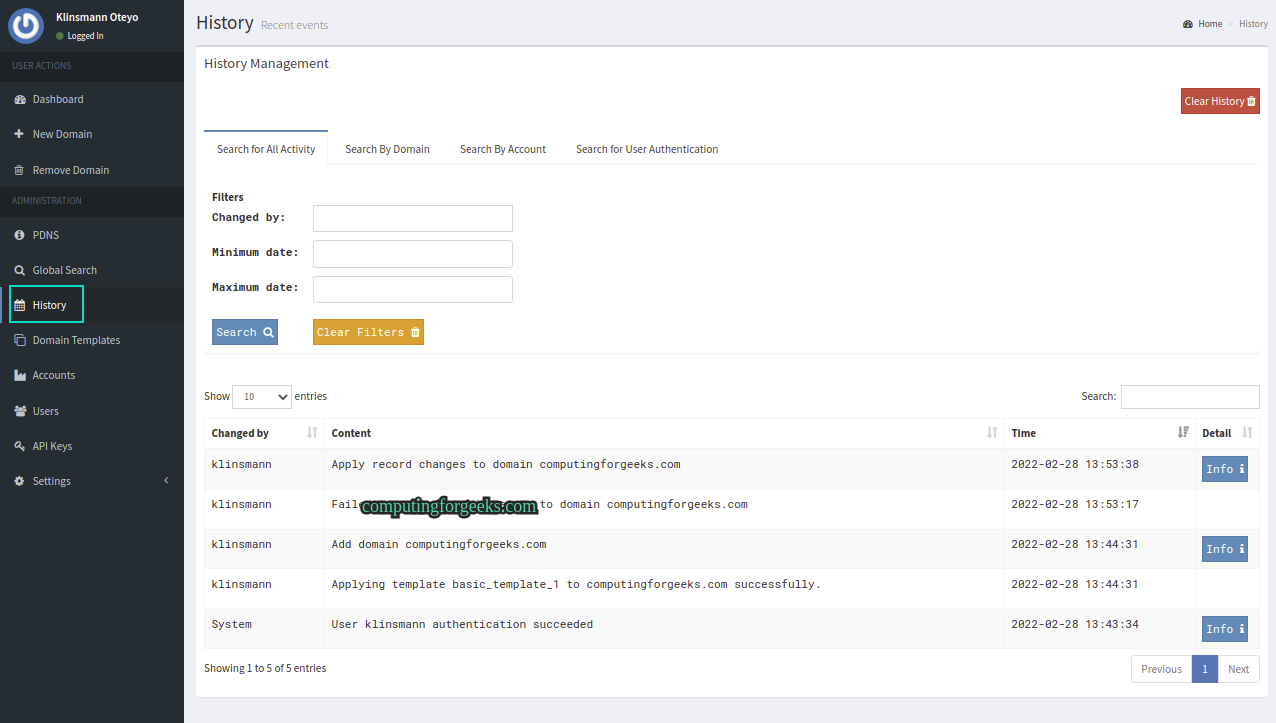 Klinsmann Oteyo
Logged In
USER ACTIONS
Dashboard
New Domain
Remove Domain
ADMINISTRATION
PDNS
Global Search
History
Domain Templates
Accounts
Users
API Keys
Settings
History Recent events
Home > History
History Management
Clear History
Search for All Activity Search By Domain Search By Account Search for User Authentication
Filters
Changed by:
Minimum date:
Maximum date:
Search Clear Filters
Show 10 entries Search:
Changed by Content Time Detail
klinsmann Apply record changes to domain computingforgeeks.com 2022-02-28 13:53:38 Info
klinsmann to domain computingforgeeks.com 2022-02-28 13:53:17
computingforgeeks.com
klinsmann Add domain computingforgeeks.com 2022-02-28 13:44:31 Info
klinsmann Applying template basic_template_1 to computingforgeeks.com successfully. 2022-02-28 13:44:31
System User klinsmann authentication succeeded 2022-02-28 13:43:34 Info
Showing 1 to 5 of 5 entries Previous 1 Next